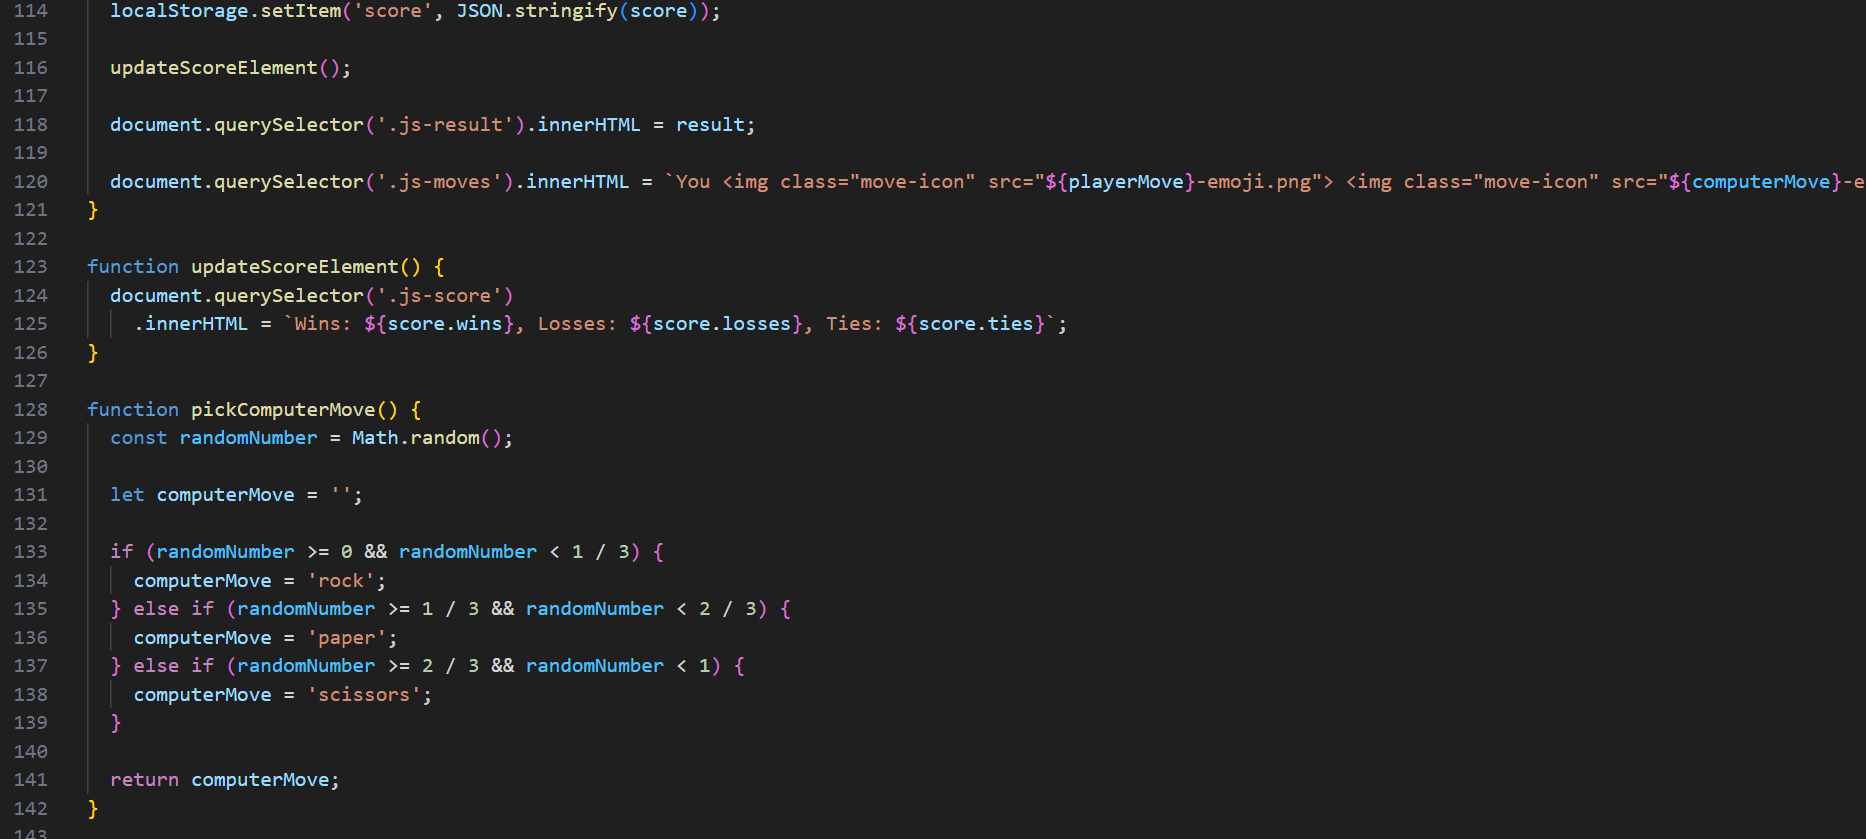 114 localStorage.setItem('score', JSON.stringify(score));
115
116 updateScoreElement();
117
118 document.querySelector('.js-result').innerHTML = result;
119
120 document.querySelector('.js-moves').innerHTML = `You <img class="move-icon" src="${playerMove}-emoji.png"> <img class="move-icon" src="${computerMove}-e
121 }
122
123 function updateScoreElement() {
124 document.querySelector('.js-score')
125 .innerHTML = `Wins: ${score.wins}, Losses: ${score.losses}, Ties: ${score.ties}`;
126 }
127
128 function pickComputerMove() {
129 const randomNumber = Math.random();
130
131 let computerMove = '';
132
133 if (randomNumber >= 0 && randomNumber < 1 / 3) {
134 computerMove = 'rock';
135 } else if (randomNumber >= 1 / 3 && randomNumber < 2 / 3) {
136 computerMove = 'paper';
137 } else if (randomNumber >= 2 / 3 && randomNumber < 1) {
138 computerMove = 'scissors';
139 }
140
141 return computerMove;
142 }
143